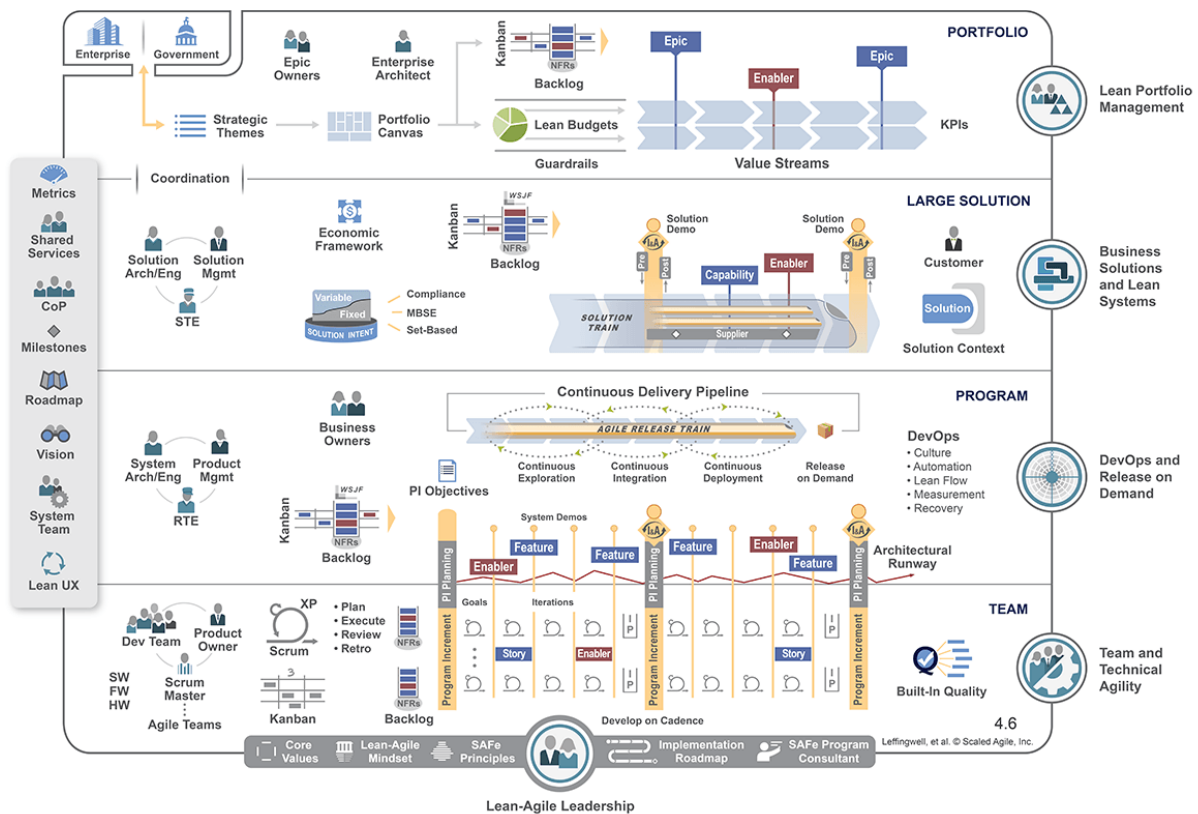 Enterprise
Government
Epic
Owners
Enterprise
Architect
Kanban
NFRs
Backlog
Epic
Enabler
Epic
PORTFOLIO
Strategic
Themes
Portfolio
Canvas
Lean Budgets
Guardrails
Value Streams
KPIs
Lean Portfolio
Management
Metrics
Shared
Services
CoP
Milestones
Roadmap
Vision
System
Team
Lean UX
Coordination
LARGE SOLUTION
Solution
Arch/Eng
Solution
Mgmt
STE
Economic
Framework
Variable
Fixed
SOLUTION INTENT
Compliance
MBSE
Set-Based
Kanban
WSJF
NFRs
Backlog
Solution
Demo
I&A
Pre
Post
Capability
Enabler
Solution
Demo
I&A
Pre
Post
SOLUTION
TRAIN
Supplier
Customer
Solution
Solution Context
Business
Solutions
and Lean
Systems
PROGRAM
System
Arch/Eng
Product
Mgmt
RTE
Business
Owners
Kanban
WSJF
NFRs
Backlog
Continuous Delivery Pipeline
AGILE RELEASE TRAIN
Continuous
Exploration
Continuous
Integration
Continuous
Deployment
Release
on Demand
DevOps
• Culture
• Automation
• Lean Flow
• Measurement
• Recovery
DevOps and
Release on
Demand
PI Objectives
System Demos
PI Planning
Enabler
Feature
Feature
I&A
PI Planning
Feature
Enabler
Feature
I&A
PI Planning
Architectural
Runway
TEAM
Dev Team
Product
Owner
Scrum
Master
Agile Teams
SW
FW
HW
XP
Scrum
• Plan
• Execute
• Review
• Retro
3
Kanban
NFRs
NFRs
Backlog
Program Increment
Goals
Iterations
Story
Enabler
I
P
I
P
Program Increment
Story
I
P
I
P
Program Increment
Develop on Cadence
Built-In Quality
Team and
Technical
Agility
4.6
Leffingwell, et al. © Scaled Agile, Inc.
Core
Values
Lean-Agile
Mindset
SAFe
Principles
Implementation
Roadmap
SAFe Program
Consultant
Lean-Agile Leadership